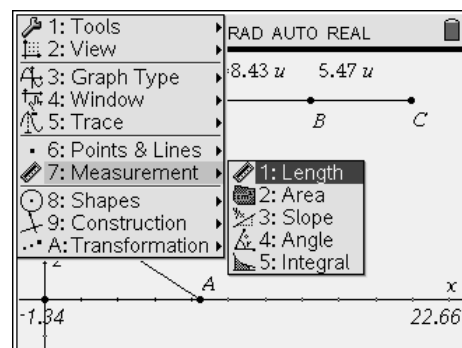 1: Tools
2: View
3: Graph Type
4: Window
5: Trace
6: Points & Lines
7: Measurement
8: Shapes
9: Construction
A: Transformation
RAD AUTO REAL
8.43 u 5.47 u
B C
1: Length
2: Area
3: Slope
4: Angle
5: Integral
2
A
x
-1.34 22.66